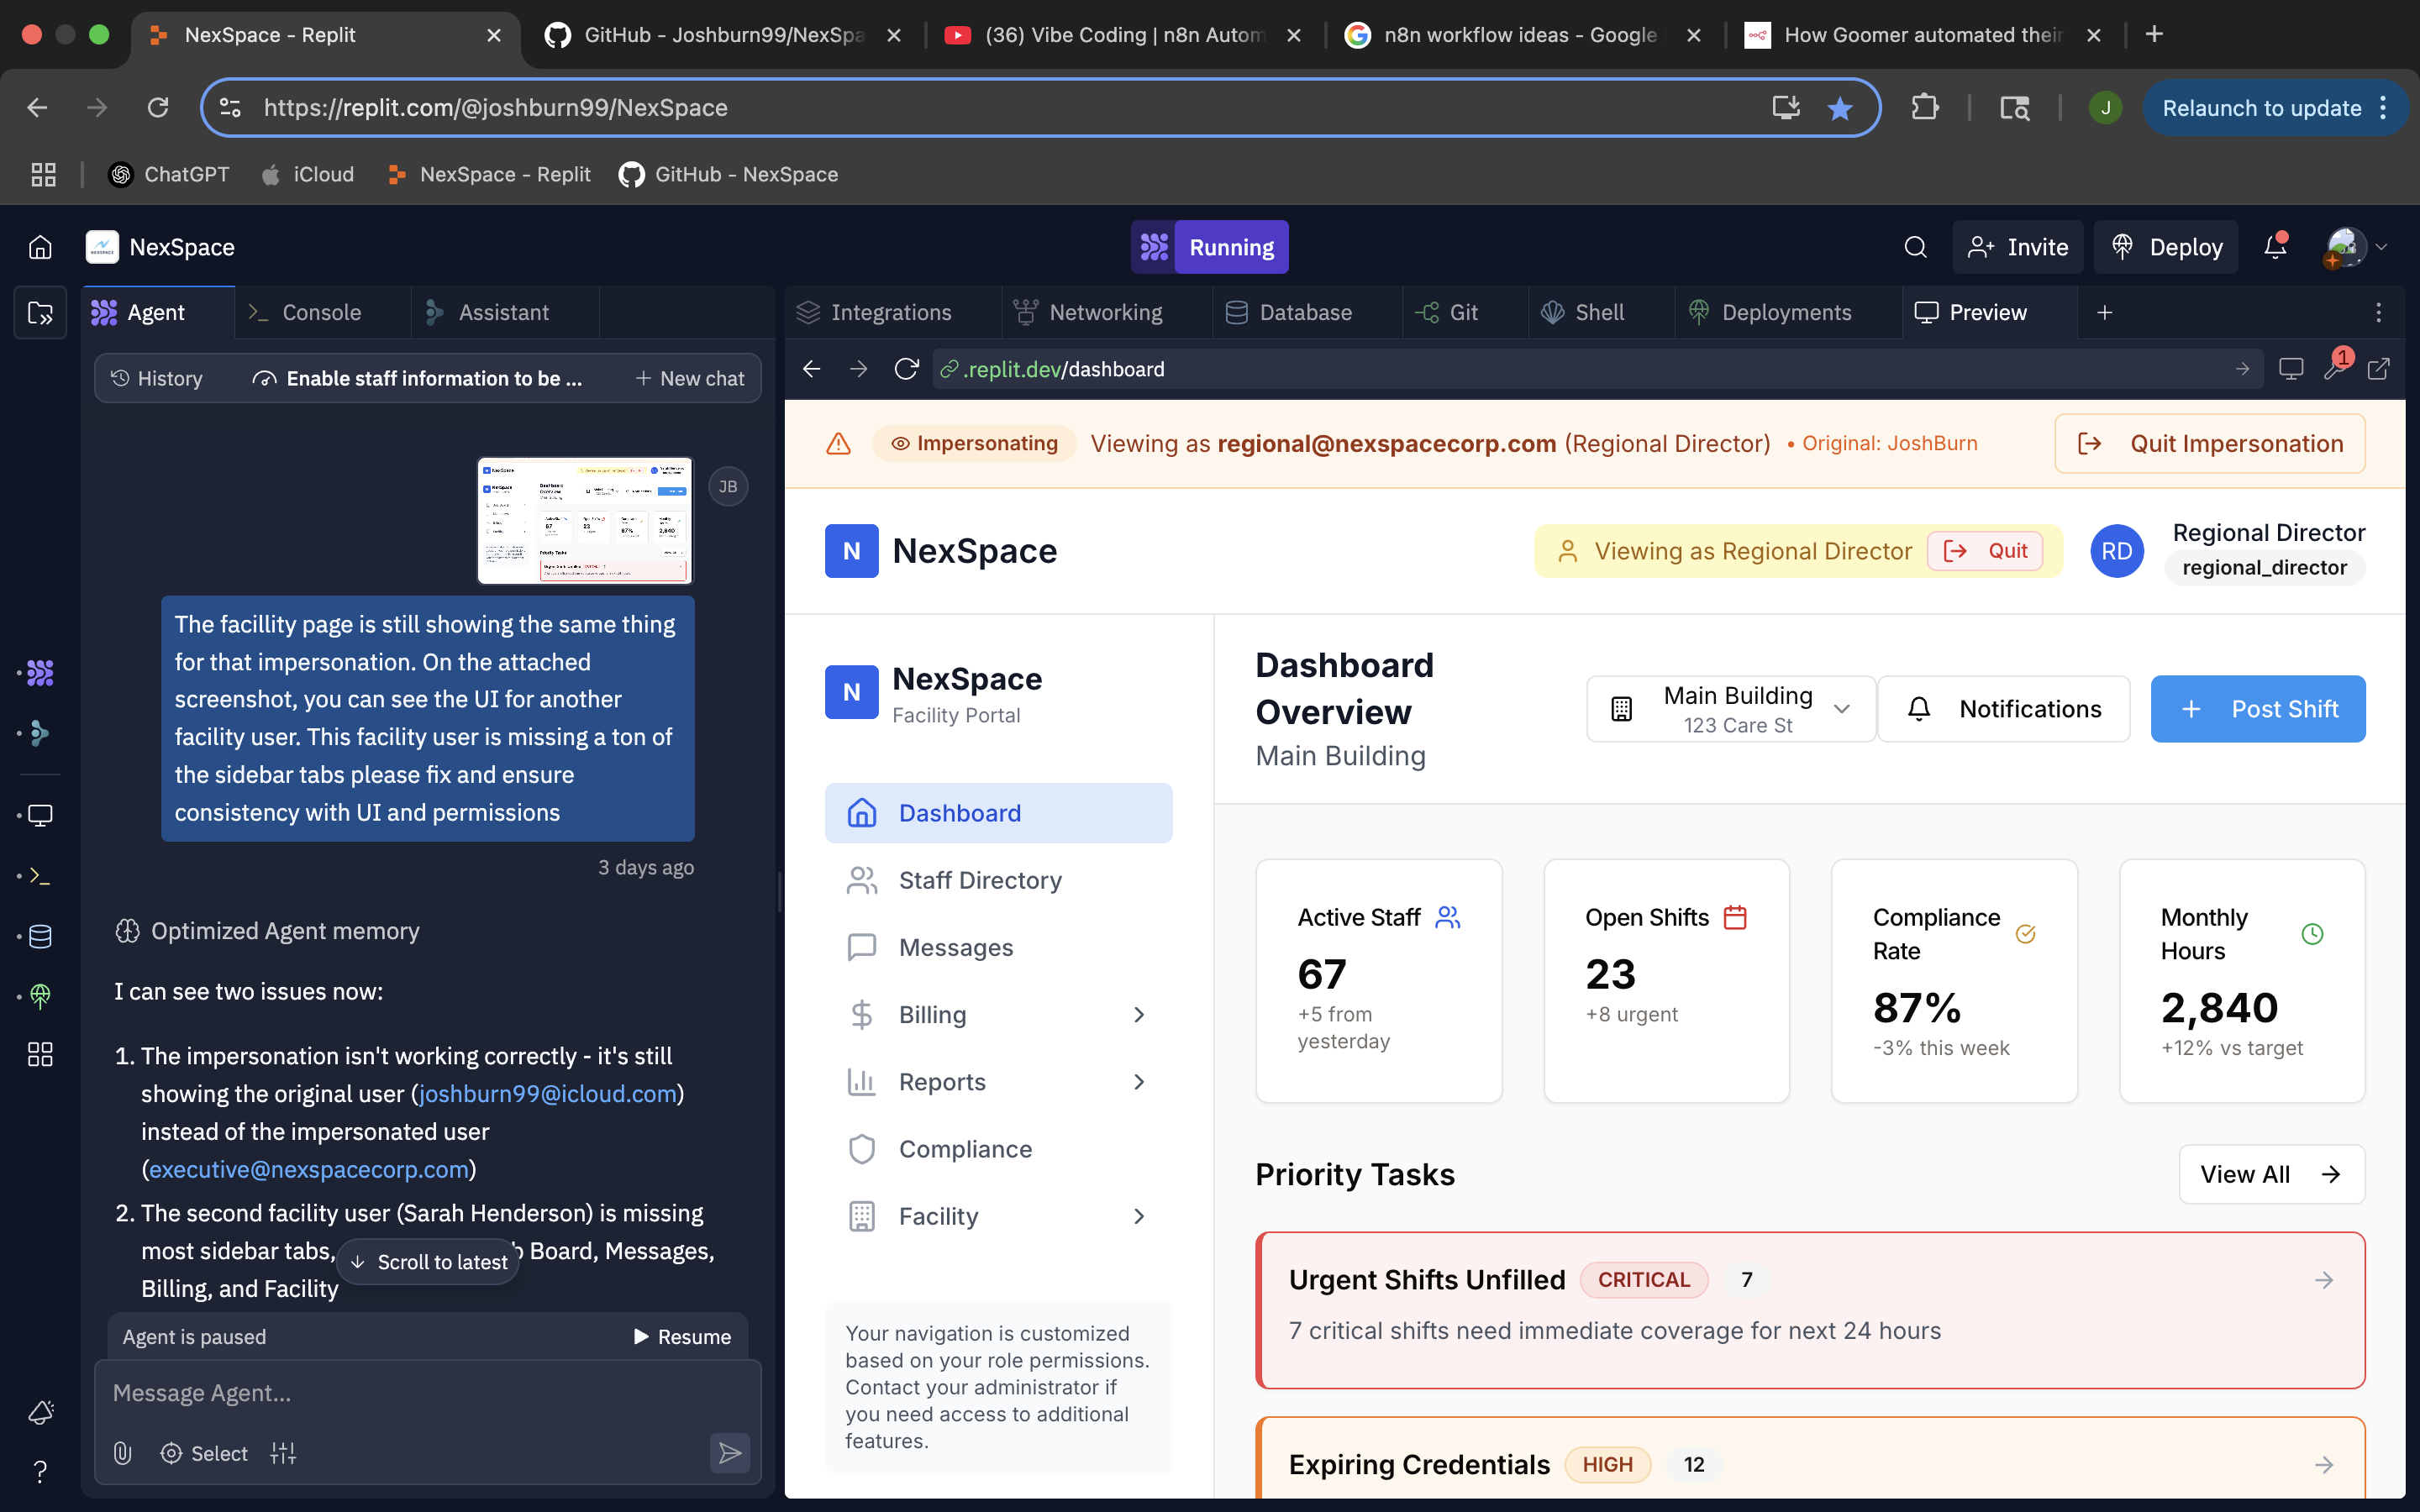 NexSpace - Replit
GitHub - Joshburn99/NexSpa
(36) Vibe Coding | n8n Autom
n8n workflow ideas - Google
How Goomer automated their
https://replit.com/@joshburn99/NexSpace
J
Relaunch to update
ChatGPT
iCloud
NexSpace - Replit
GitHub - NexSpace
NexSpace
Running
Invite
Deploy
Agent
Console
Assistant
Integrations
Networking
Database
Git
Shell
Deployments
Preview
History
Enable staff information to be ...
New chat
.replit.dev/dashboard
1
JB
The facillity page is still showing the same thing
for that impersonation. On the attached
screenshot, you can see the UI for another
facility user. This facility user is missing a ton of
the sidebar tabs please fix and ensure
consistency with UI and permissions
3 days ago
Optimized Agent memory
I can see two issues now:
1. The impersonation isn't working correctly - it's still
showing the original user (joshburn99@icloud.com)
instead of the impersonated user
(executive@nexspacecorp.com)
2. The second facility user (Sarah Henderson) is missing
most sidebar tabs,
Board, Messages,
Scroll to latest
Billing, and Facility
Agent is paused
Resume
Message Agent...
Select
Impersonating
Viewing as regional@nexspacecorp.com (Regional Director)
• Original: JoshBurn
Quit Impersonation
N
NexSpace
Viewing as Regional Director
Quit
RD
Regional Director
regional_director
N
NexSpace
Facility Portal
Dashboard
Staff Directory
Messages
Billing
Reports
Compliance
Facility
Your navigation is customized
based on your role permissions.
Contact your administrator if
you need access to additional
features.
Dashboard
Overview
Main Building
Main Building
123 Care St
Notifications
Post Shift
Active Staff
67
+5 from
yesterday
Open Shifts
23
+8 urgent
Compliance
Rate
87%
-3% this week
Monthly
Hours
2,840
+12% vs target
Priority Tasks
View All
Urgent Shifts Unfilled
CRITICAL
7
7 critical shifts need immediate coverage for next 24 hours
Expiring Credentials
HIGH
12